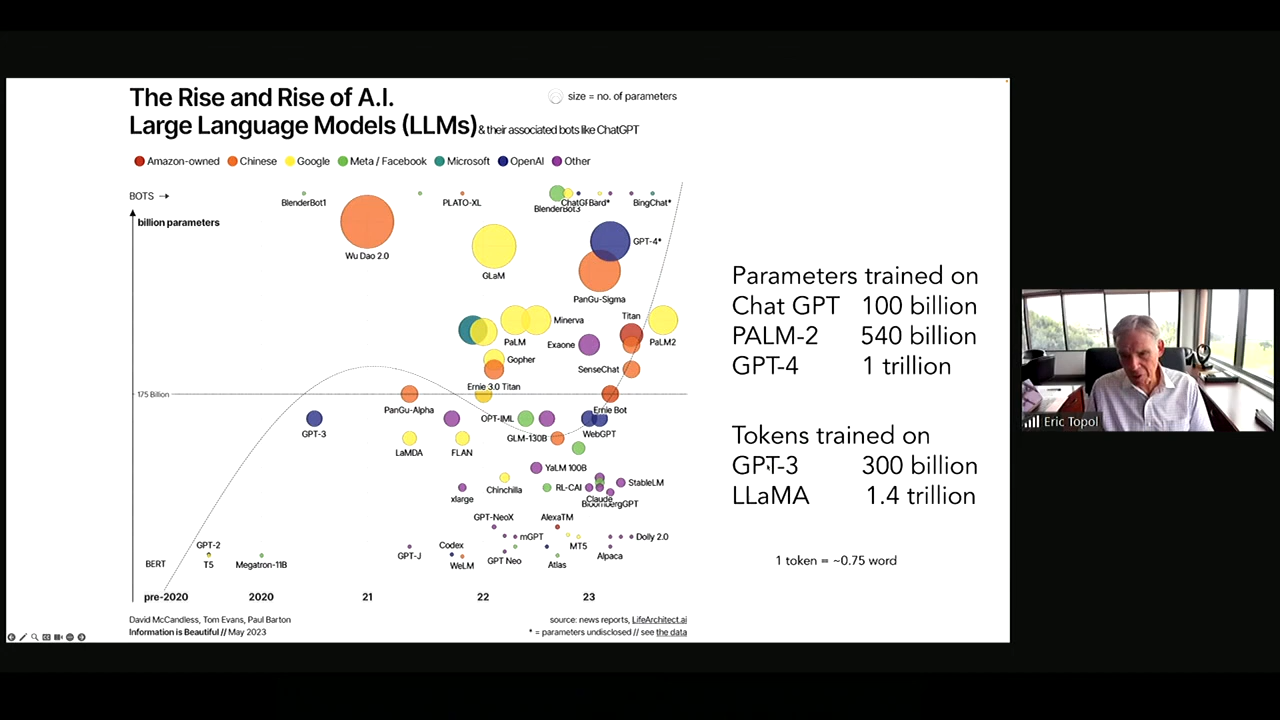 The Rise and Rise of A.I.
Large Language Models (LLMs) & their associated bots like ChatGPT
size = no. of parameters
Amazon-owned Chinese Google Meta / Facebook Microsoft OpenAI Other
BOTS →
BlenderBot1
PLATO-XL
BlenderBot3
ChatGPT
Bard*
BingChat*
billion parameters
Wu Dao 2.0
GLaM
GPT-4*
PanGu-Sigma
Titan
Minerva
PaLM
Exaone
PaLM2
Gopher
SenseChat
Ernie 3.0 Titan
175 Billion
PanGu-Alpha
OPT-IML
Ernie Bot
GPT-3
GLM-130B
WebGPT
LaMDA
FLAN
YaLM 100B
Chinchilla
RL-CAI
StableLM
xlarge
Claude
BloombergGPT
GPT-NeoX
AlexaTM
mGPT
Dolly 2.0
GPT-2
Codex
MT5
BERT
T5
Megatron-11B
GPT-J
WeLM
GPT Neo
Atlas
Alpaca
pre-2020 2020 21 22 23
David McCandless, Tom Evans, Paul Barton
Information is Beautiful // May 2023
source: news reports, LifeArchitect.ai
* = parameters undisclosed // see the data
Parameters trained on
Chat GPT 100 billion
PALM-2 540 billion
GPT-4 1 trillion
Tokens trained on
GPT-3 300 billion
LLaMA 1.4 trillion
1 token = ~0.75 word
Eric Topol